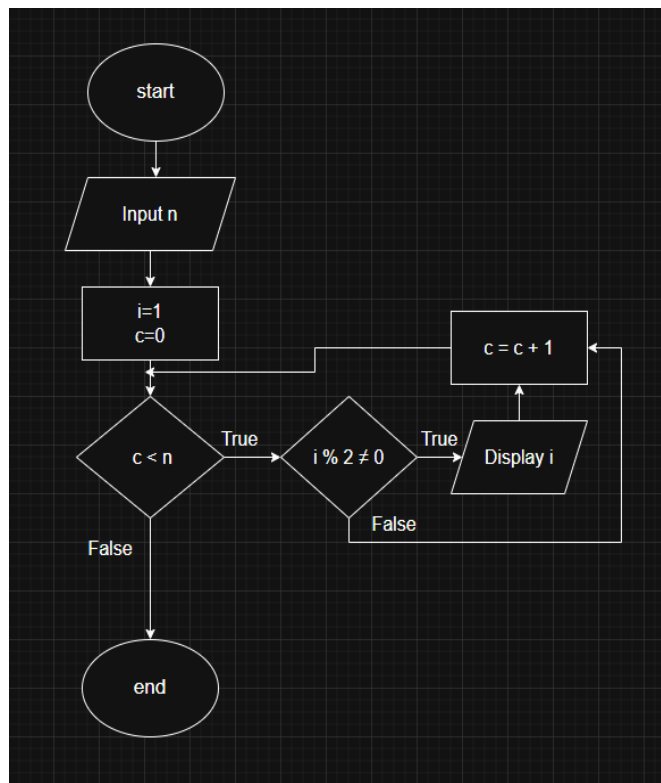 start
Input n
i=1
c=0
c = c + 1
c < n
True
i % 2 ≠ 0
True
Display i
False
False
end